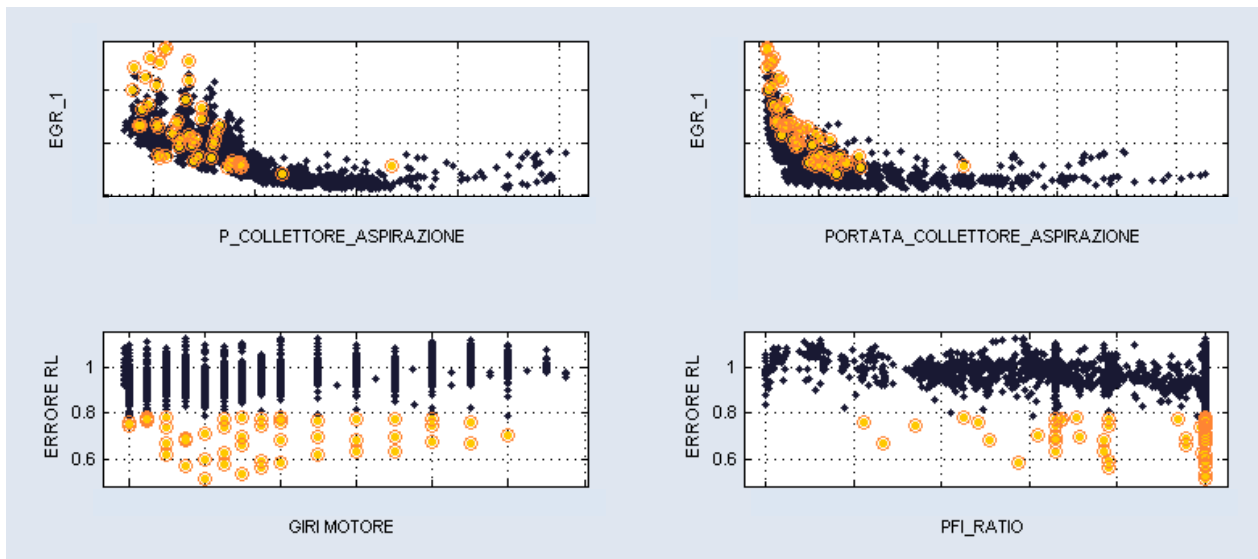 EGR_1
P_COLLETTORE_ASPIRAZIONE
EGR_1
PORTATA_COLLETTORE_ASPIRAZIONE
1
0.8
0.6
ERRORE RL
GIRI MOTORE
1
0.8
0.6
ERRORE RL
PFI_RATIO